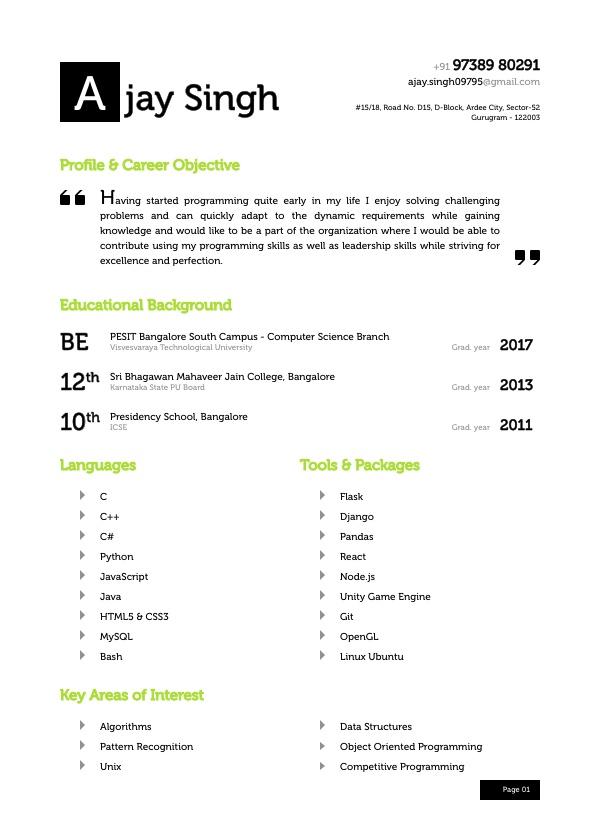 Ajay Singh
+91 97389 80291
ajay.singh09795@gmail.com
#15/18, Road No. D15, D-Block, Ardee City, Sector-52
Gurugram - 122003
Profile & Career Objective
Having started programming quite early in my life I enjoy solving challenging
problems and can quickly adapt to the dynamic requirements while gaining
knowledge and would like to be a part of the organization where I would be able to
contribute using my programming skills as well as leadership skills while striving for
excellence and perfection.
Educational Background
BE PESIT Bangalore South Campus - Computer Science Branch
Visvesvaraya Technological University Grad. year 2017
12th Sri Bhagawan Mahaveer Jain College, Bangalore
Karnataka State PU Board Grad. year 2013
10th Presidency School, Bangalore
ICSE Grad. year 2011
Languages
C
C++
C#
Python
JavaScript
Java
HTML5 & CSS3
MySQL
Bash
Tools & Packages
Flask
Django
Pandas
React
Node.js
Unity Game Engine
Git
OpenGL
Linux Ubuntu
Key Areas of Interest
Algorithms
Pattern Recognition
Unix
Data Structures
Object Oriented Programming
Competitive Programming
Page 01